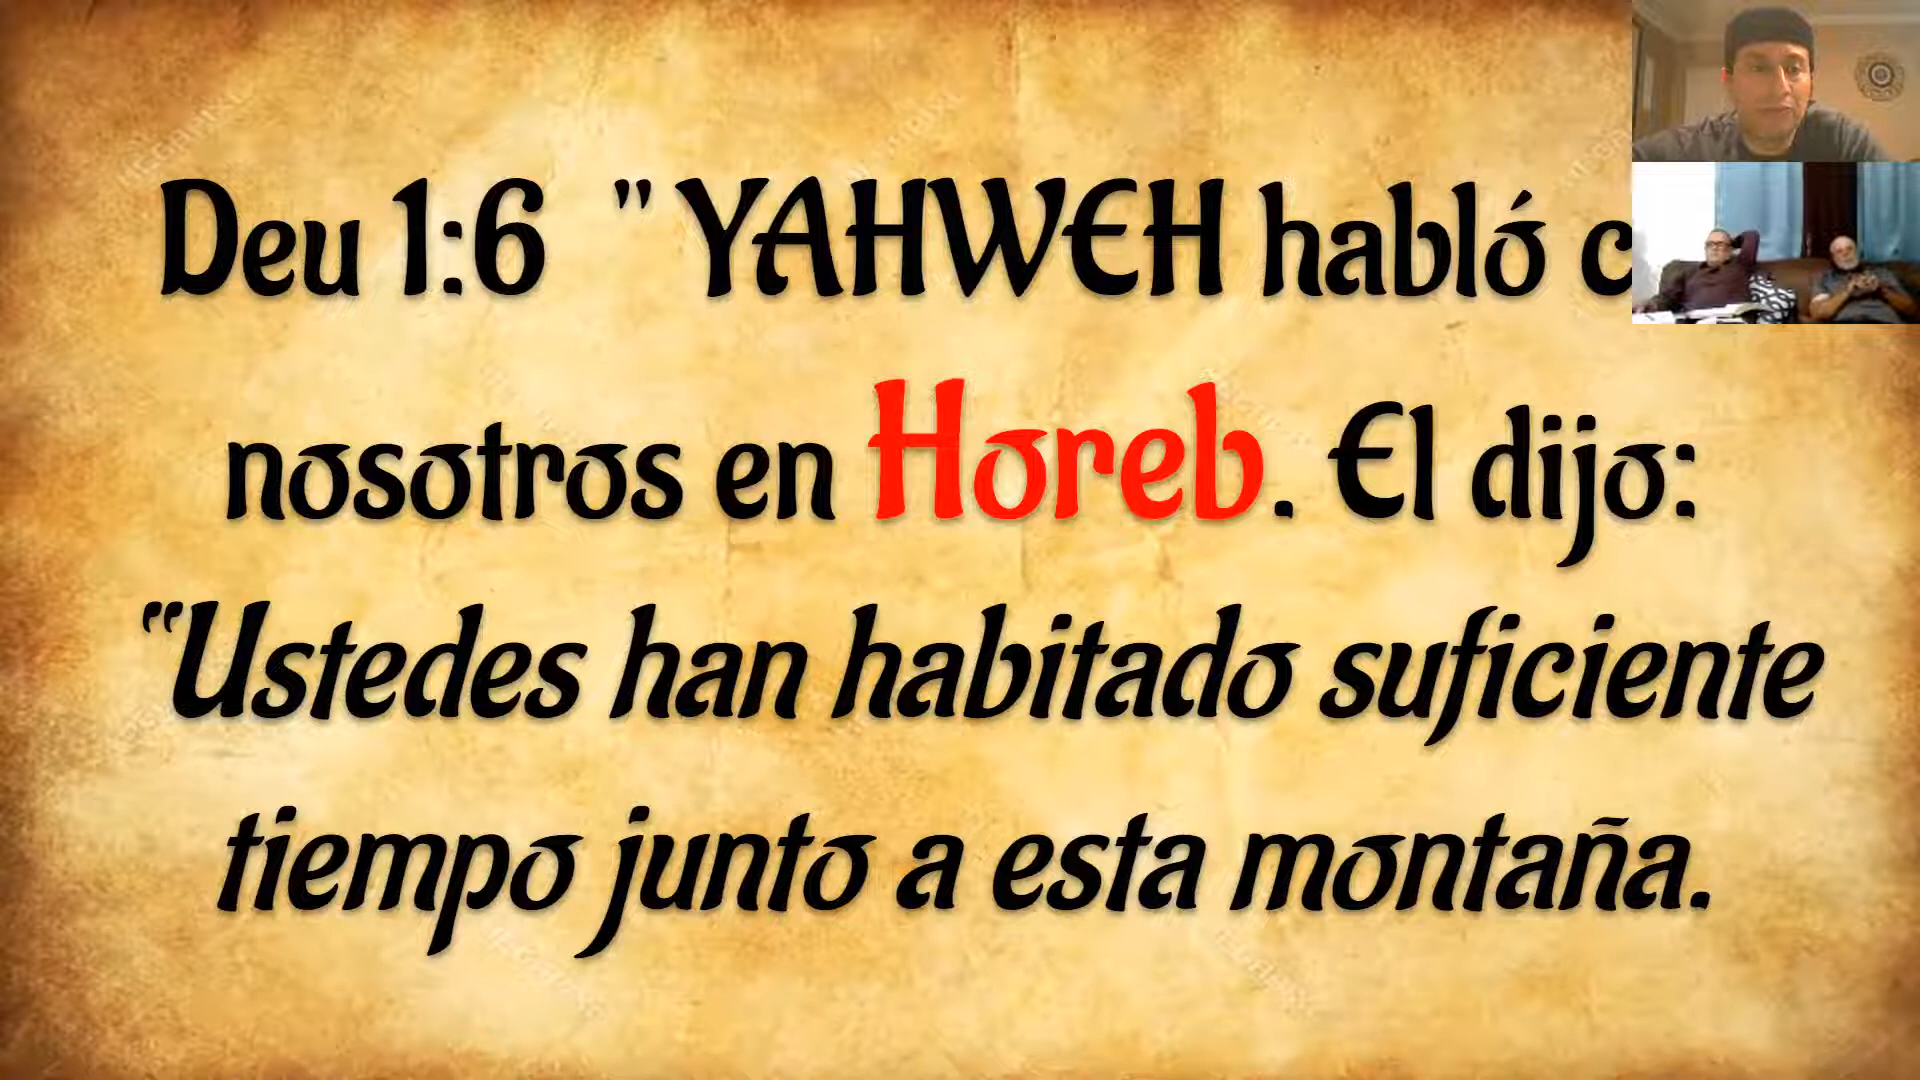 Deu 1:6 "YAHWEH habló
nosotros en Horeb. El dijo:
"Ustedes han habitado suficiente
tiempo junto a esta montaña.